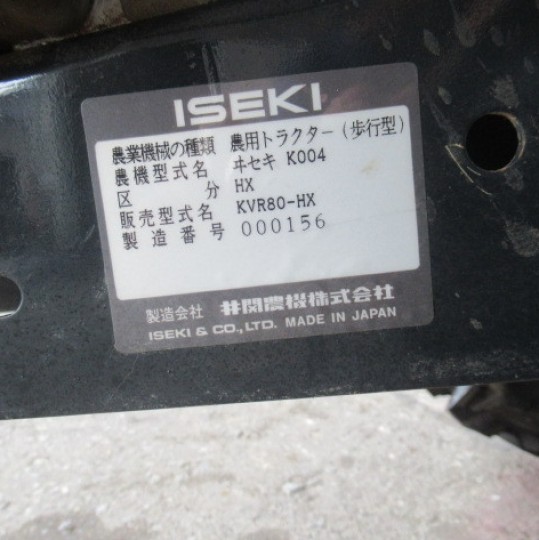 ISEKI
農業機械の種類 農用トラクター(歩行型)
農機型式名 ヰセキ K004
区分 HX
販売型式名 KVR80-HX
製造番号 000156
製造会社 井関農機株式会社
ISEKI & CO., LTD. MADE IN JAPAN